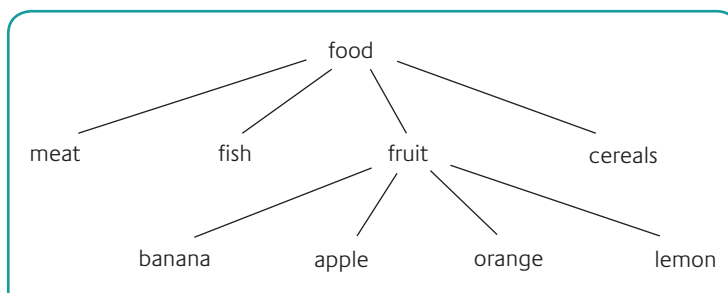 food
meat fish fruit cereals
banana apple orange lemon